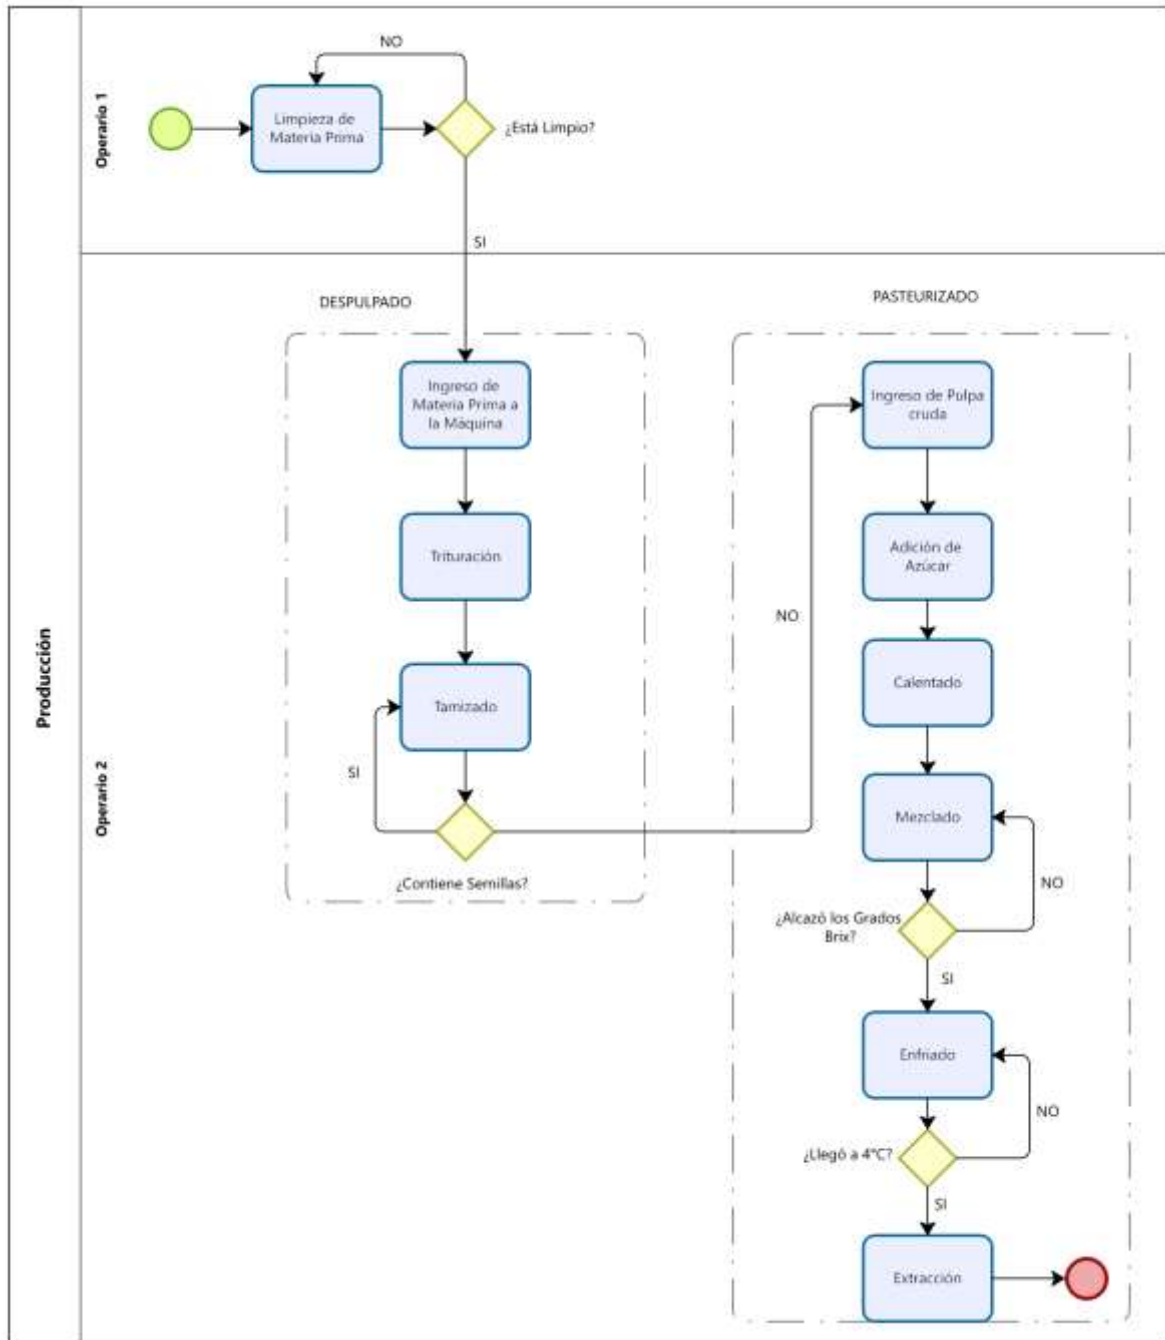 Producción
Operario 1
NO
Limpieza de
Materia Prima
¿Está Limpio?
SI
Operario 2
DESPULPADO
Ingreso de
Materia Prima a
la Máquina
Trituración
Tamizado
SI
¿Contiene Semillas?
NO
PASTEURIZADO
Ingreso de Pulpa
cruda
Adición de
Azúcar
Calentado
Mezclado
NO
¿Alcazó los Grados
Brix?
SI
Enfriado
NO
¿Llegó a 4°C?
SI
Extracción